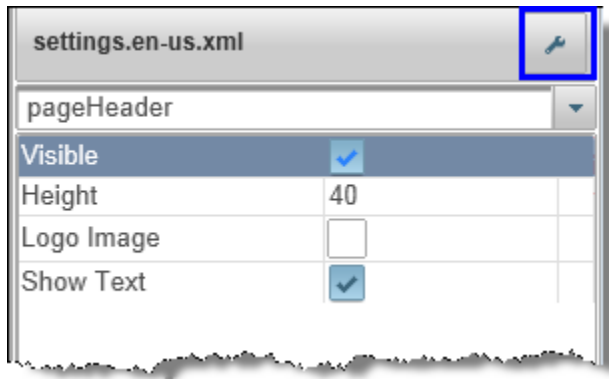 settings.en-us.xml
pageHeader
Visible
Height 40
Logo Image
Show Text